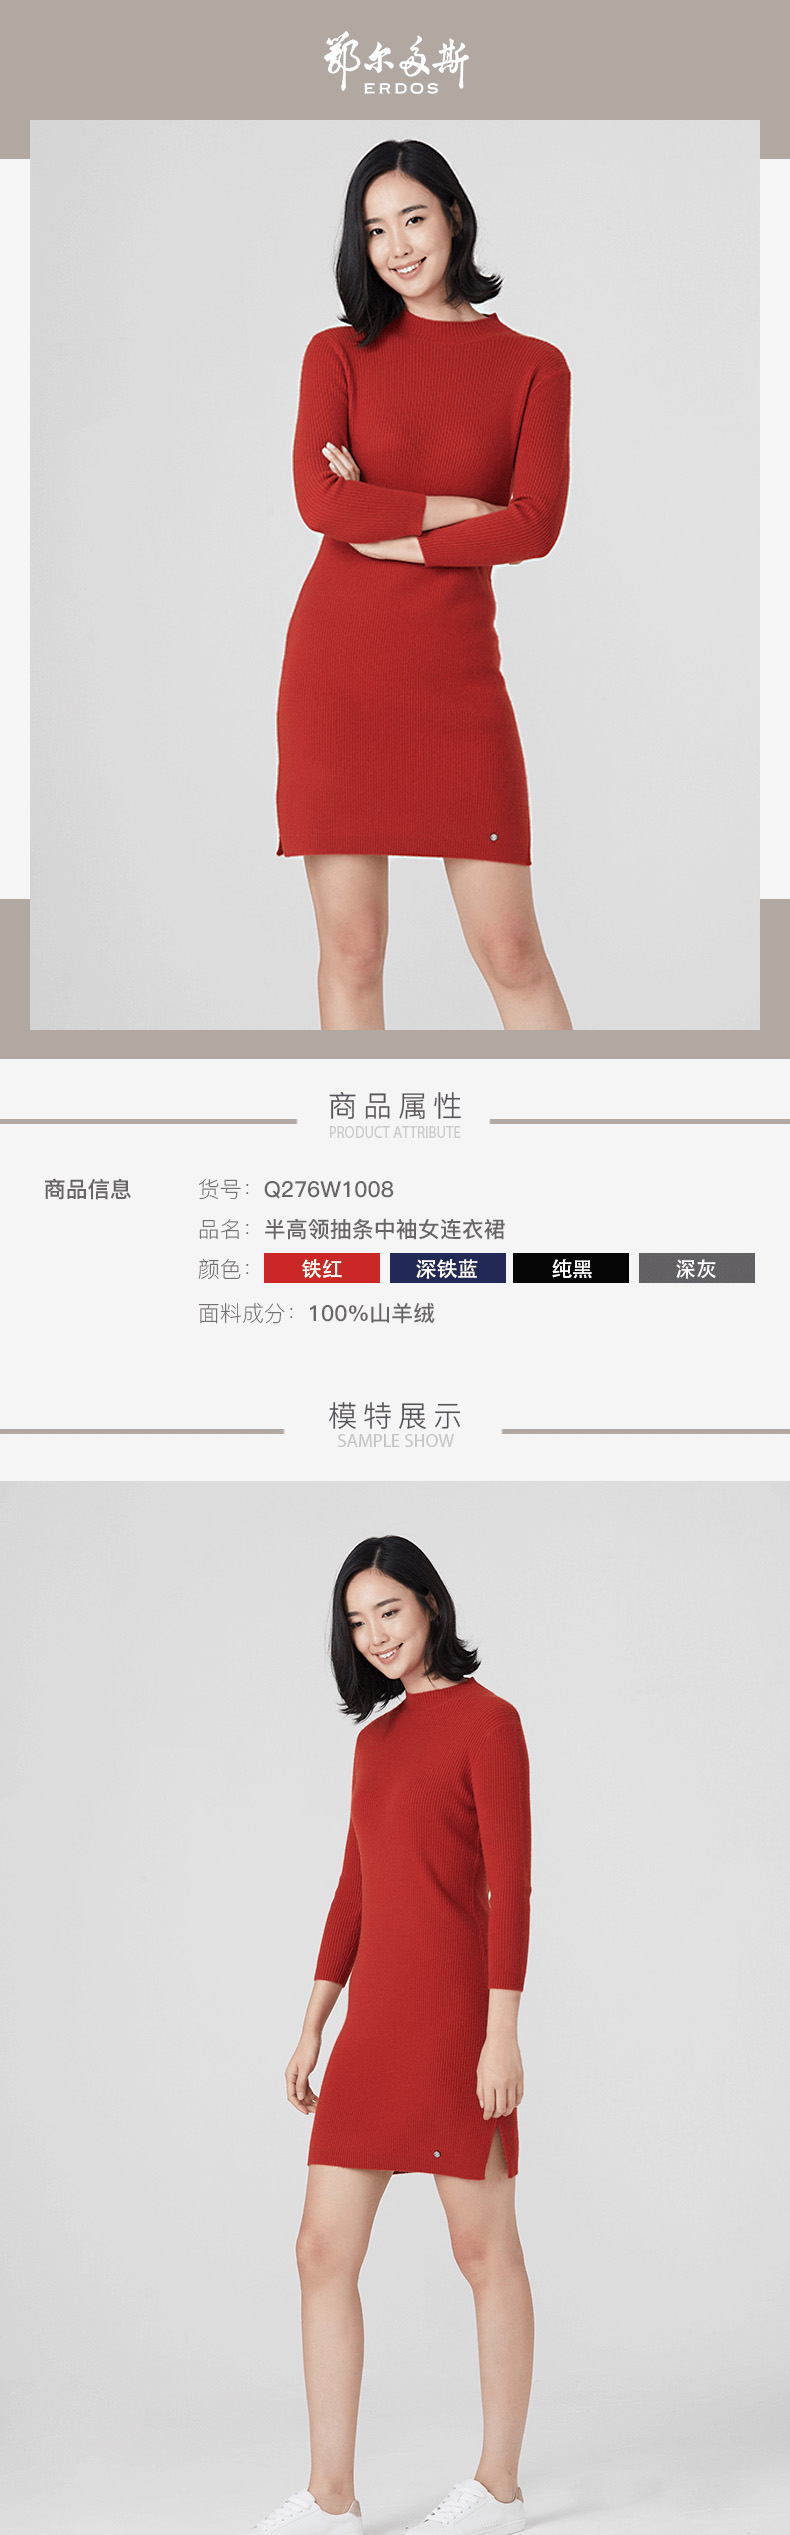 鄂尔多斯
ERDOS
商品属性
PRODUCT ATTRIBUTE
商品信息
货号：Q276W1008
品名：半高领抽条中袖女连衣裙
颜色：铁红 深铁蓝 纯黑 深灰
面料成分：100%山羊绒
模特展示
SAMPLE SHOW